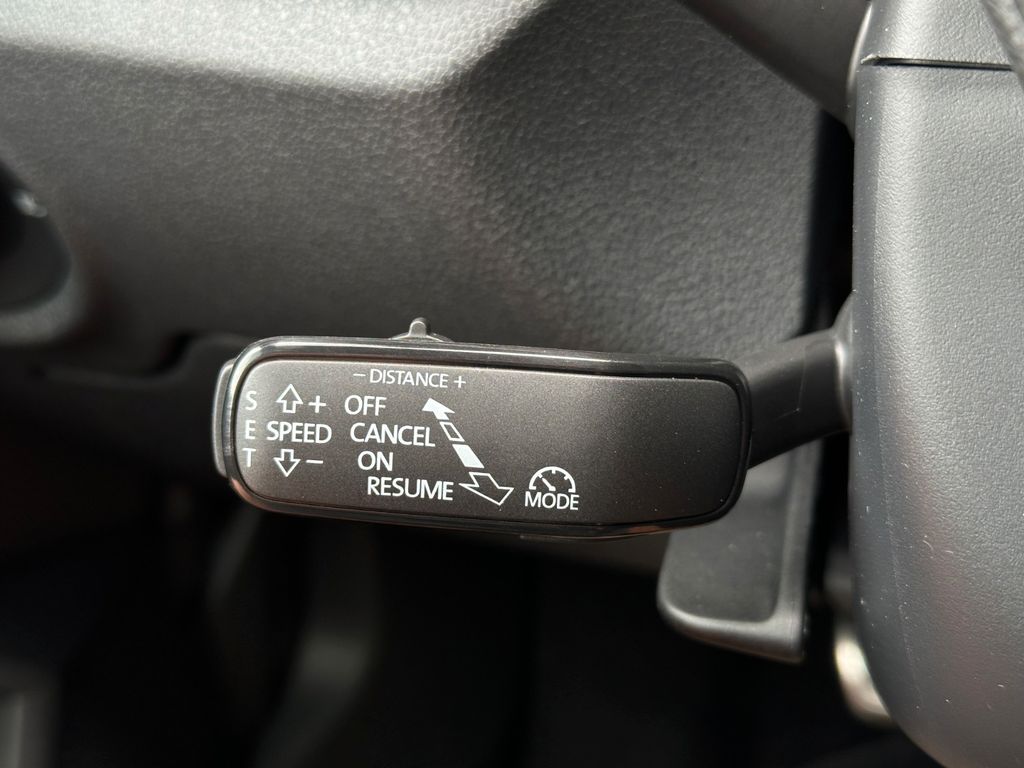 - DISTANCE +
S + OFF
E SPEED CANCEL
T - ON
RESUME
MODE